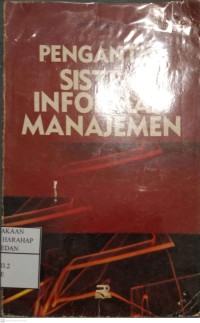 PENGANT
SISTE
INFORMA
MANAJEMEN
AKAAN
HARAHAP
EDAN